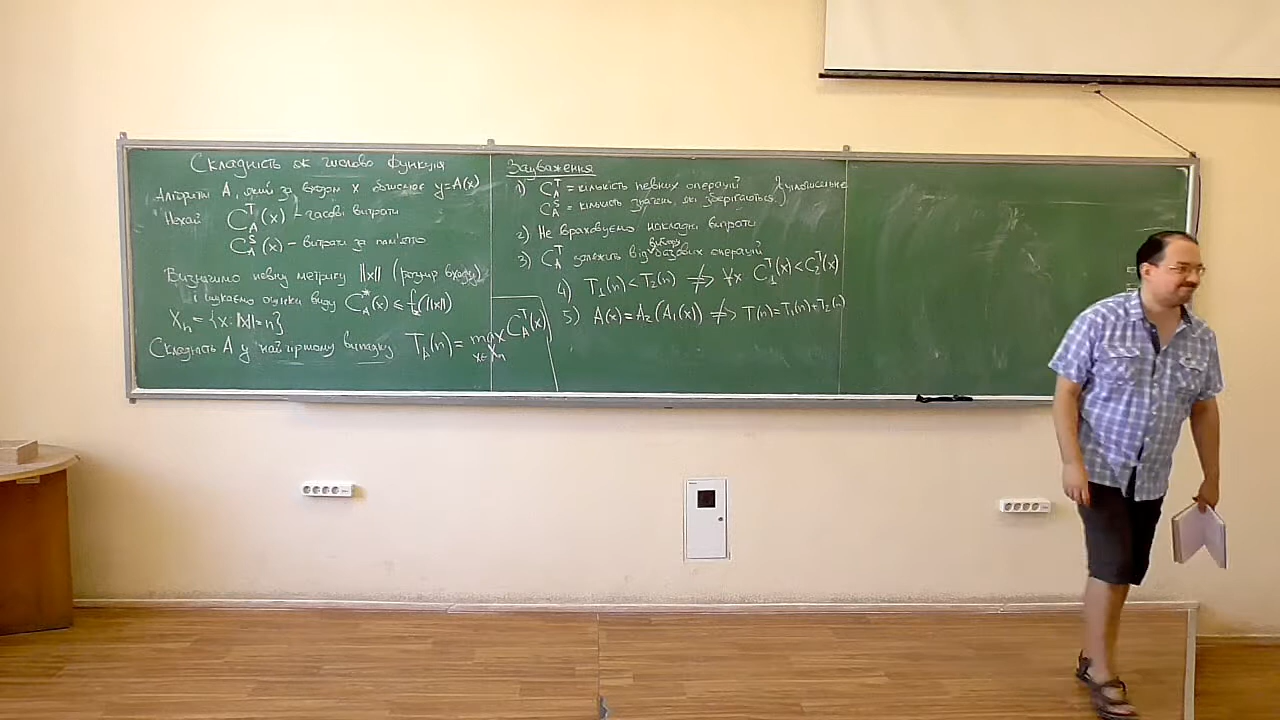 Складність як числово функція
Алгоритм A, який за входом x обчислює y=A(x)
Нехай C_A^T(x) – часові витрати
C_A^S(x) – витрати за пам'яттю
Визначимо певну метрику ||x|| (розмір входу)
і шукаємо оцінки виду C_A^*(x) ≤ f(||x||)
X_n = {x: ||x||=n}
Складність A у найгіршому випадку T_A(n) = max_{x∈X_n} C_A^T(x)
Зауваження
1) C_A^T = кількість певних операцій
C_A^S = кількість значень, які зберігаються.
2) Не враховуємо накладні витрати
3) C_A^T залежить від вибору базових операцій
4) T_1(n) < T_2(n) ⇏ ∀x C_1^T(x) < C_2^T(x)
5) A(x) = A_2(A_1(x)) ⇏ T(n) = T_1(n) + T_2(n)